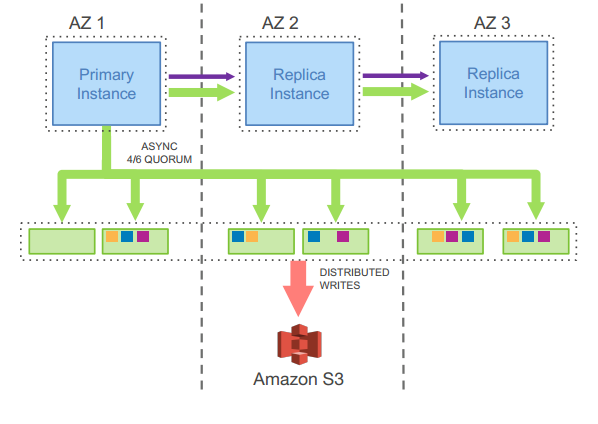 AZ 1
AZ 2
AZ 3
Primary
Instance
Replica
Instance
Replica
Instance
ASYNC
4/6 QUORUM
DISTRIBUTED
WRITES
Amazon S3